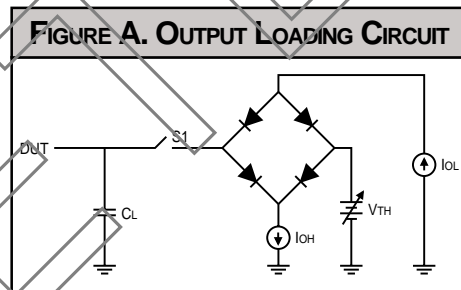 FIGURE A. OUTPUT LOADING CIRCUIT
DUT
S1
CL
IOH
VTH
IOL